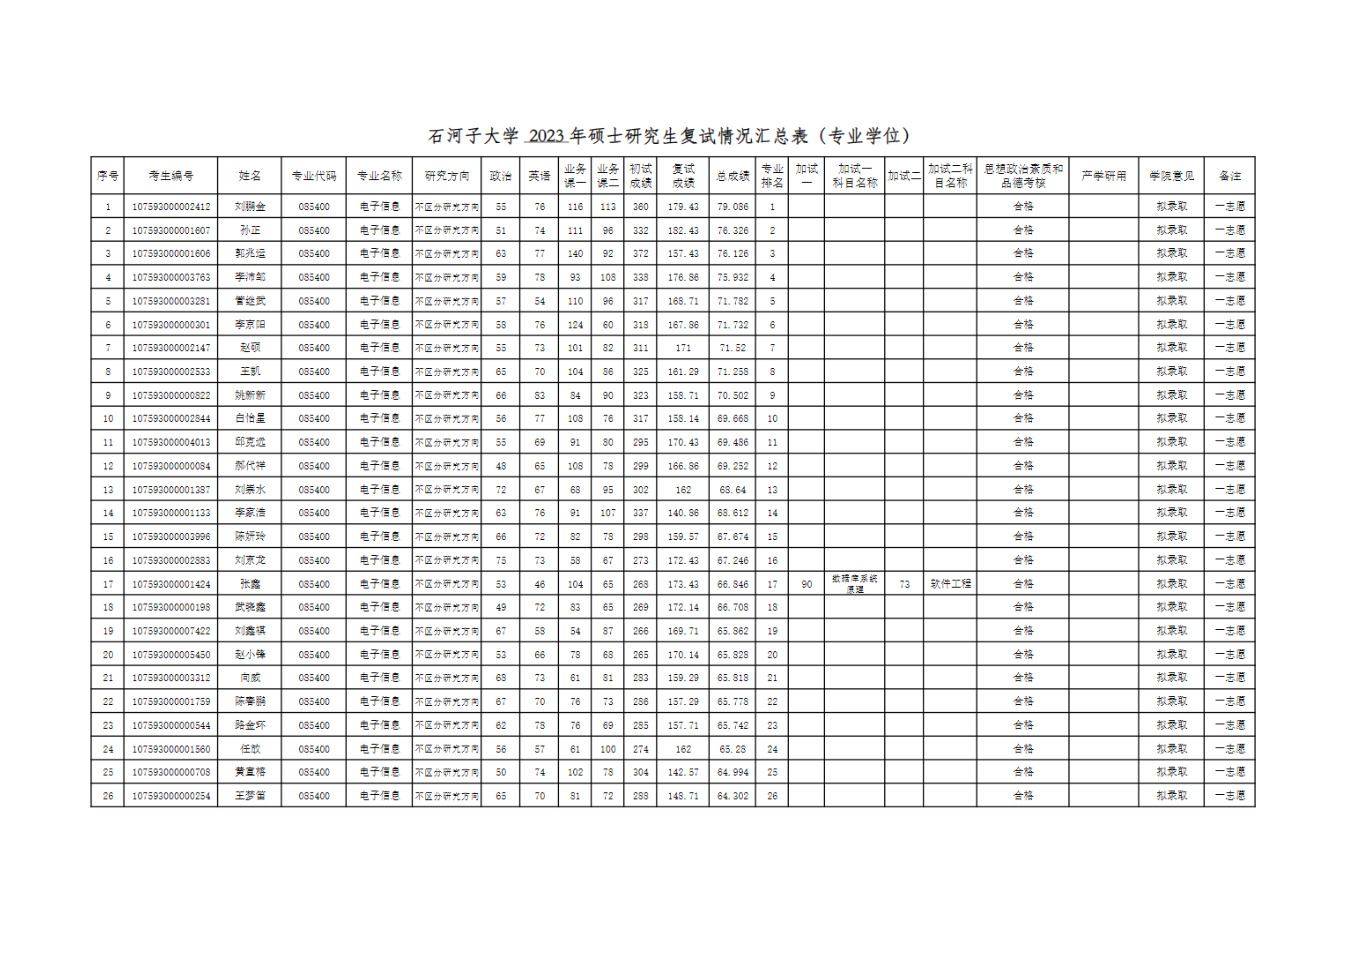 石河子大学 2023 年硕士研究生复试情况汇总表（专业学位）
序号 考生编号 姓名 专业代码 专业名称 研究方向 政治 英语 业务课一 业务课二 初试成绩 复试成绩 总成绩 专业排名 加试一 加试一科目名称 加试二 加试二科目名称 思想政治素质和品德考核 产学研用 学院意见 备注
1 107593000002412 刘鹏金 085400 电子信息 不区分研究方向 55 76 116 113 360 179.43 79.086 1 合格 拟录取 一志愿
2 107593000001607 孙正 085400 电子信息 不区分研究方向 51 74 111 96 332 182.43 76.326 2 合格 拟录取 一志愿
3 107593000001606 郭兆运 085400 电子信息 不区分研究方向 63 77 140 92 372 157.43 76.126 3 合格 拟录取 一志愿
4 107593000003763 李沛邹 085400 电子信息 不区分研究方向 59 78 93 108 338 176.86 75.932 4 合格 拟录取 一志愿
5 107593000003281 管继武 085400 电子信息 不区分研究方向 57 54 110 96 317 168.71 71.782 5 合格 拟录取 一志愿
6 107593000000301 李京阳 085400 电子信息 不区分研究方向 58 76 124 60 318 167.86 71.732 6 合格 拟录取 一志愿
7 107593000002147 赵硕 085400 电子信息 不区分研究方向 55 73 101 82 311 171 71.52 7 合格 拟录取 一志愿
8 107593000002533 王凯 085400 电子信息 不区分研究方向 65 70 104 86 325 161.29 71.258 8 合格 拟录取 一志愿
9 107593000000822 姚新新 085400 电子信息 不区分研究方向 66 83 84 90 323 158.71 70.502 9 合格 拟录取 一志愿
10 107593000002844 白怡星 085400 电子信息 不区分研究方向 56 77 108 76 317 158.14 69.668 10 合格 拟录取 一志愿
11 107593000004013 邱克远 085400 电子信息 不区分研究方向 55 69 91 80 295 170.43 69.486 11 合格 拟录取 一志愿
12 107593000000084 郝代祥 085400 电子信息 不区分研究方向 48 65 108 78 299 166.86 69.252 12 合格 拟录取 一志愿
13 107593000001387 刘崇水 085400 电子信息 不区分研究方向 72 67 68 95 302 162 68.64 13 合格 拟录取 一志愿
14 107593000001133 李家浩 085400 电子信息 不区分研究方向 63 76 91 107 337 140.86 68.612 14 合格 拟录取 一志愿
15 107593000003996 陈妍玲 085400 电子信息 不区分研究方向 66 72 82 78 298 159.57 67.674 15 合格 拟录取 一志愿
16 107593000002883 刘京龙 085400 电子信息 不区分研究方向 75 73 58 67 273 172.43 67.246 16 合格 拟录取 一志愿
17 107593000001424 张鑫 085400 电子信息 不区分研究方向 53 46 104 65 268 173.43 66.846 17 90 数据库系统原理 73 软件工程 合格 拟录取 一志愿
18 107593000000198 武晓鑫 085400 电子信息 不区分研究方向 49 72 83 65 269 172.14 66.708 18 合格 拟录取 一志愿
19 107593000007422 刘鑫祺 085400 电子信息 不区分研究方向 67 58 54 87 266 169.71 65.862 19 合格 拟录取 一志愿
20 107593000005450 赵小锋 085400 电子信息 不区分研究方向 53 66 78 68 265 170.14 65.828 20 合格 拟录取 一志愿
21 107593000003312 向威 085400 电子信息 不区分研究方向 68 73 61 81 283 159.29 65.818 21 合格 拟录取 一志愿
22 107593000001759 陈春鹏 085400 电子信息 不区分研究方向 67 70 76 73 286 157.29 65.778 22 合格 拟录取 一志愿
23 107593000000544 路金环 085400 电子信息 不区分研究方向 62 78 76 69 285 157.71 65.742 23 合格 拟录取 一志愿
24 107593000001560 任放 085400 电子信息 不区分研究方向 56 57 61 100 274 162 65.28 24 合格 拟录取 一志愿
25 107593000000708 黄宣榕 085400 电子信息 不区分研究方向 50 74 102 78 304 142.57 64.994 25 合格 拟录取 一志愿
26 107593000000254 王梦笛 085400 电子信息 不区分研究方向 65 70 81 72 288 148.71 64.302 26 合格 拟录取 一志愿